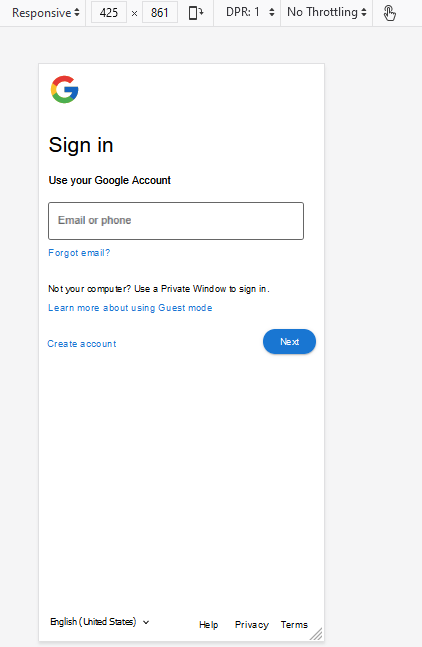 Responsive 425 × 861 DPR: 1 No Throttling
Sign in
Use your Google Account
Email or phone
Forgot email?
Not your computer? Use a Private Window to sign in.
Learn more about using Guest mode
Create account Next
English (United States) Help Privacy Terms